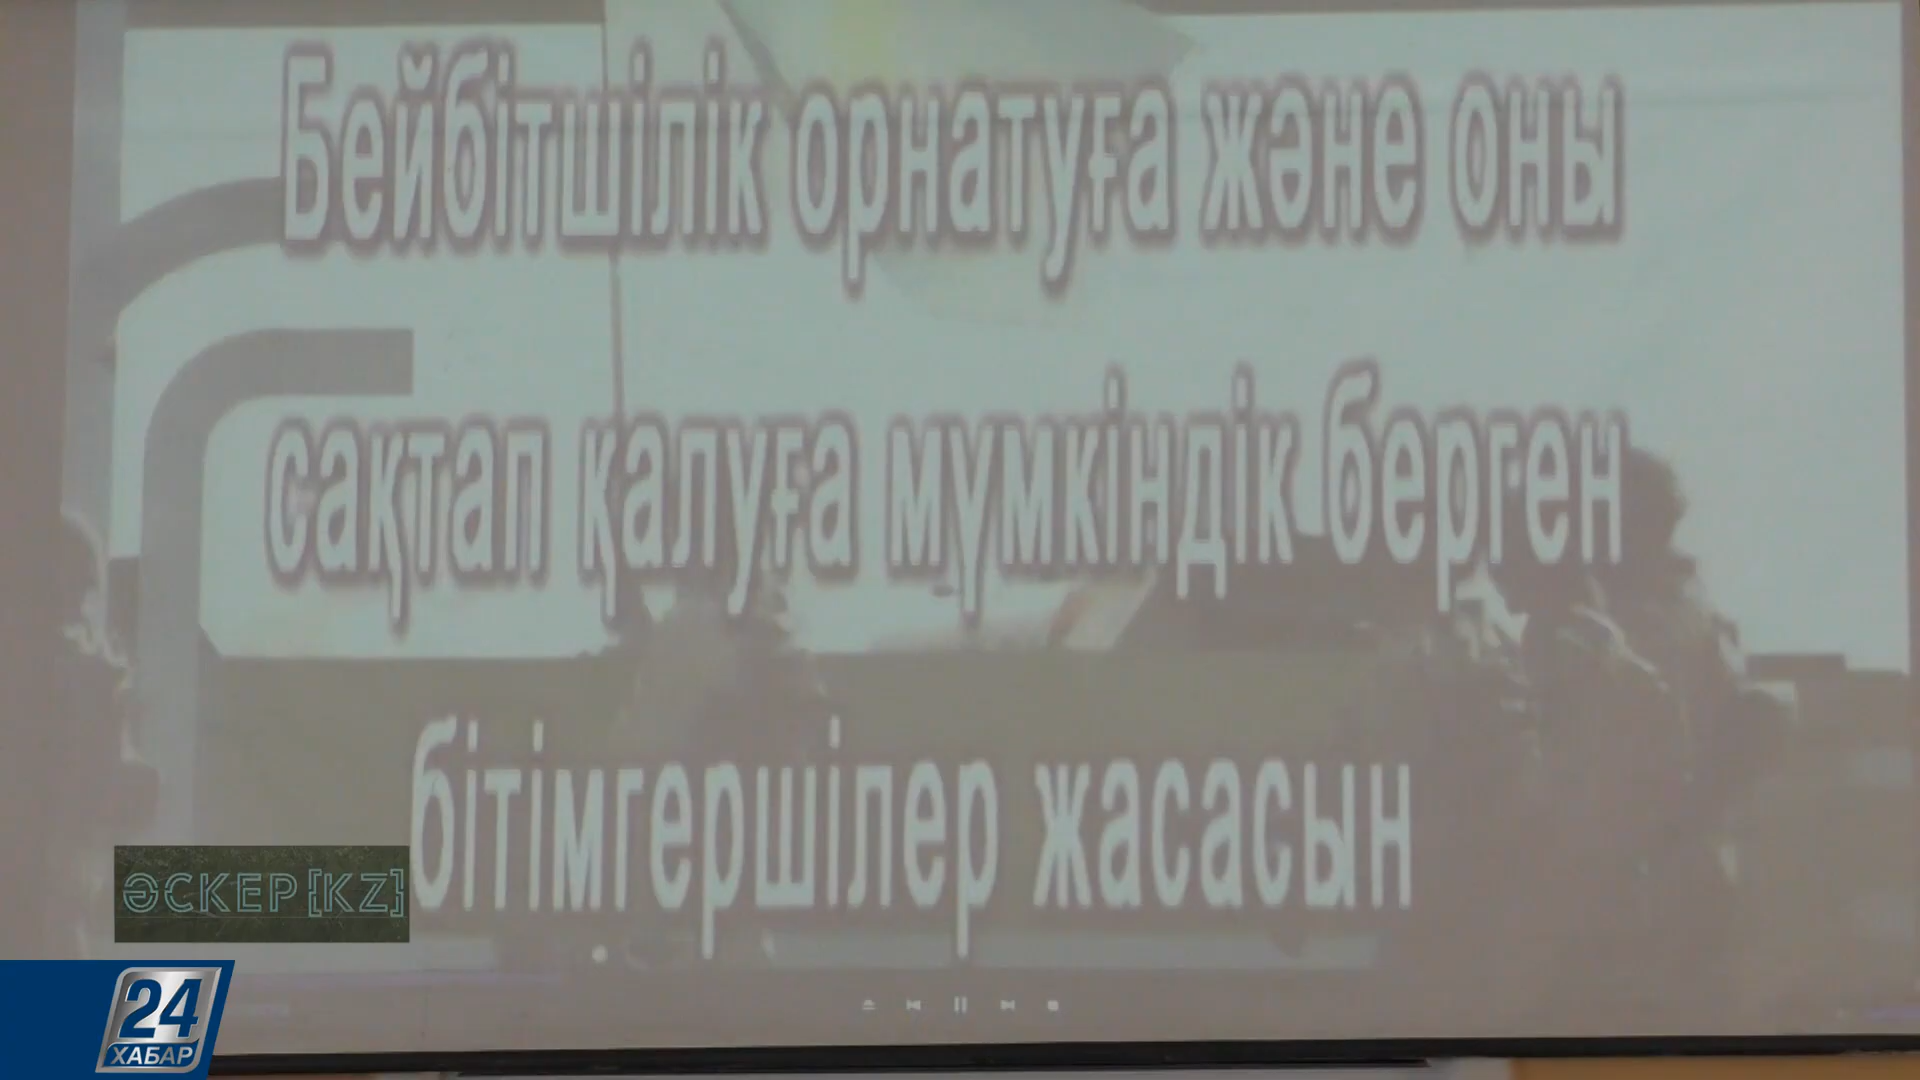 Бейбітшілік орнатуға және оны
сақтап қалуға мүмкіндік берген
бітімгершілер жасасын
ӘСКЕР[KZ]
24
ХАБАР